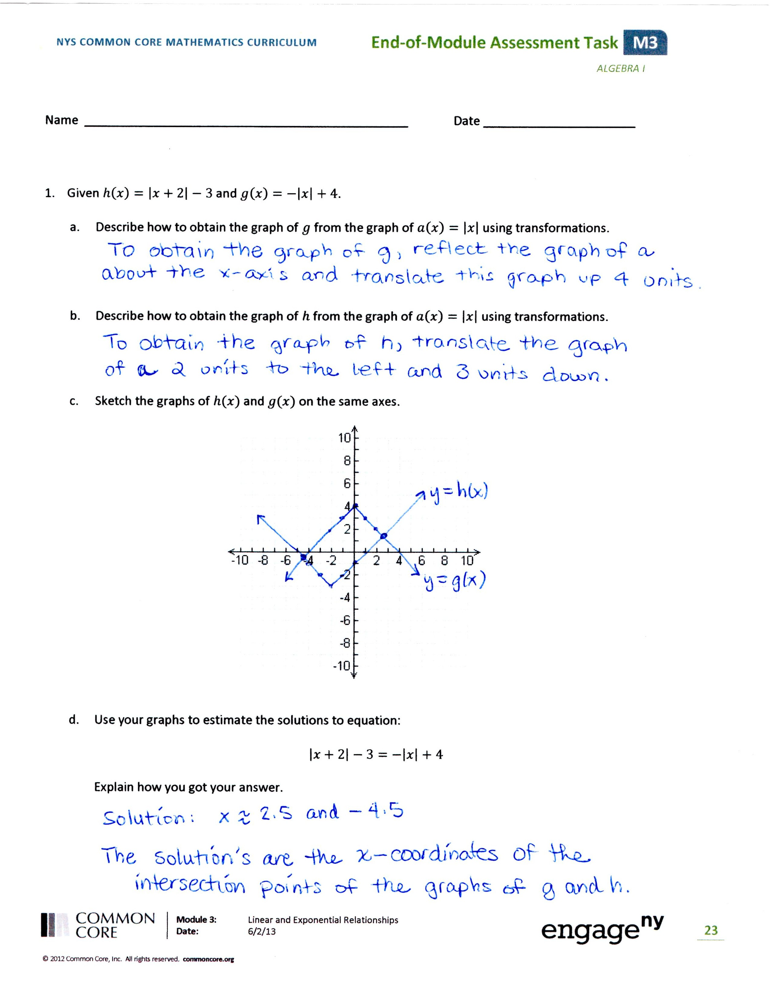 NYS COMMON CORE MATHEMATICS CURRICULUM
End-of-Module Assessment Task M3
ALGEBRA I
Name
Date
1. Given h(x) = |x + 2| − 3 and g(x) = −|x| + 4.
a. Describe how to obtain the graph of g from the graph of a(x) = |x| using transformations.
To obtain the graph of g, reflect the graph of a
about the x-axis and translate this graph up 4 units.
b. Describe how to obtain the graph of h from the graph of a(x) = |x| using transformations.
To obtain the graph of h, translate the graph
of a 2 units to the left and 3 units down.
c. Sketch the graphs of h(x) and g(x) on the same axes.
10
8
6
y = h(x)
4
2
-10 -8 -6 -4 -2 2 4 6 8 10
-2
y = g(x)
-4
-6
-8
-10
d. Use your graphs to estimate the solutions to equation:
|x + 2| − 3 = −|x| + 4
Explain how you got your answer.
Solution: x ≈ 2.5 and − 4.5
The solution's are the x-coordinates of the
intersection points of the graphs of g and h.
COMMON
CORE
Module 3: Linear and Exponential Relationships
Date: 6/2/13
engage ny
23
© 2012 Common Core, Inc. All rights reserved. commoncore.org